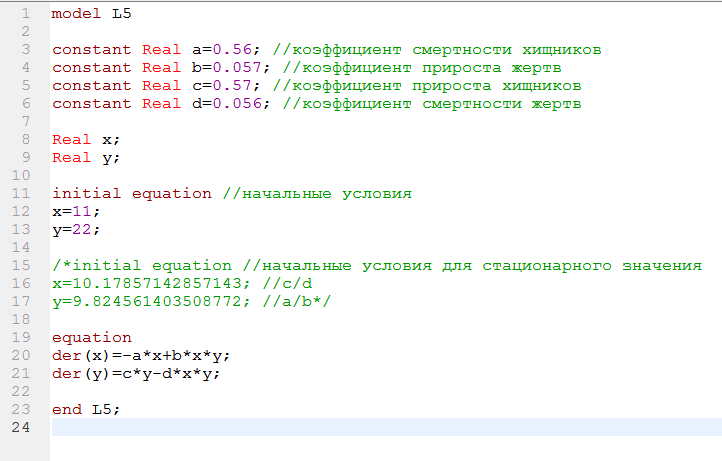 1 model L5
2
3 constant Real a=0.56; //коэффициент смертности хищников
4 constant Real b=0.057; //коэффициент прироста жертв
5 constant Real c=0.57; //коэффициент прироста хищников
6 constant Real d=0.056; //коэффициент смертности жертв
7
8 Real x;
9 Real y;
10
11 initial equation //начальные условия
12 x=11;
13 y=22;
14
15 /*initial equation //начальные условия для стационарного значения
16 x=10.17857142857143; //c/d
17 y=9.824561403508772; //a/b*/
18
19 equation
20 der(x)=-a*x+b*x*y;
21 der(y)=c*y-d*x*y;
22
23 end L5;
24